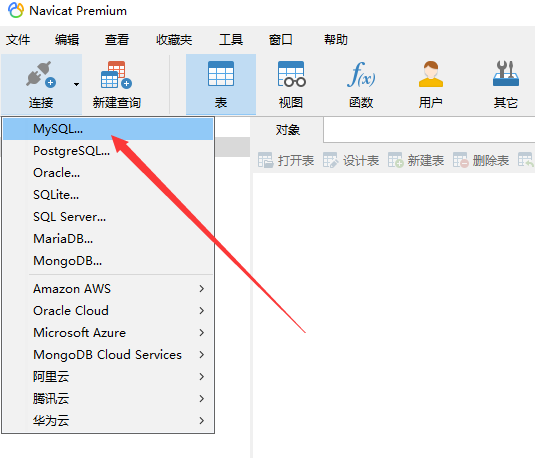 Navicat Premium
文件 编辑 查看 收藏夹 工具 窗口 帮助
连接 新建查询 表 视图 函数 用户 其它
f(x)
MySQL...
对象
PostgreSQL...
打开表 设计表 新建表 删除表
Oracle...
SQLite...
SQL Server...
MariaDB...
MongoDB...
Amazon AWS
Oracle Cloud
Microsoft Azure
MongoDB Cloud Services
阿里云
腾讯云
华为云